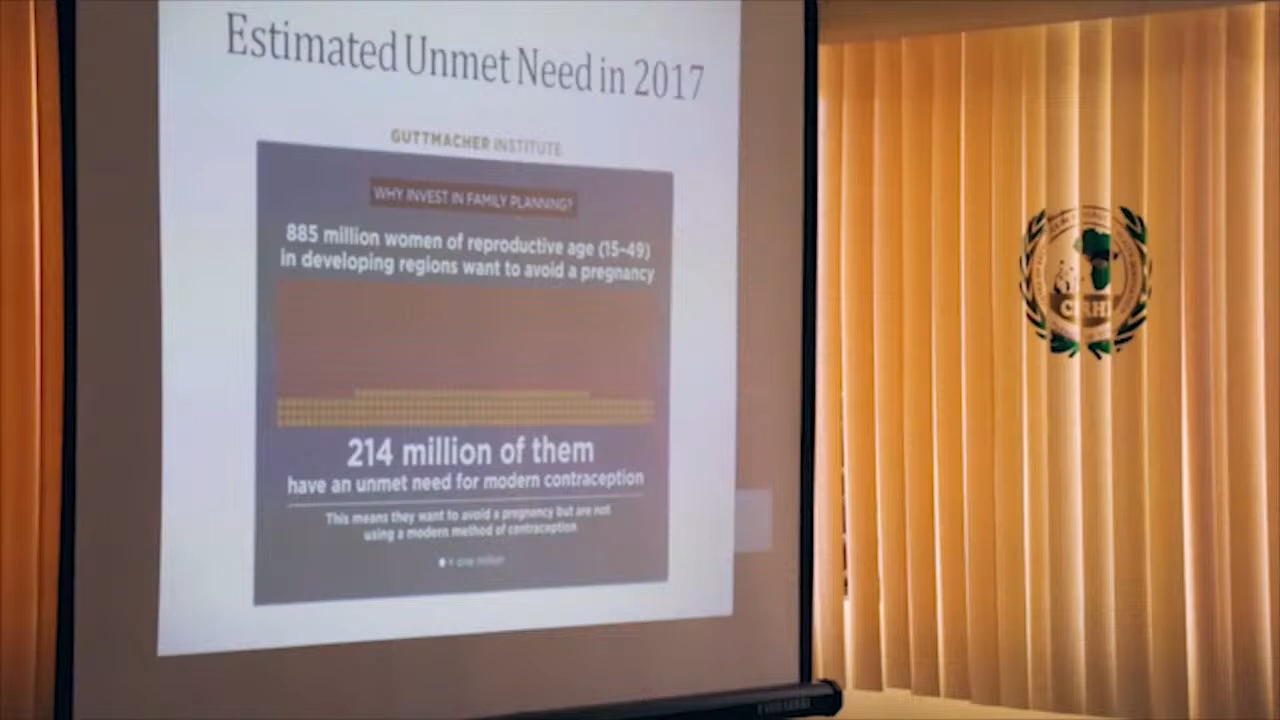 Estimated Unmet Need in 2017
GUTTMACHER INSTITUTE
WHY INVEST IN FAMILY PLANNING?
885 million women of reproductive age (15-49)
in developing regions want to avoid a pregnancy
214 million of them
have an unmet need for modern contraception
This means they want to avoid a pregnancy but are not
using a modern method of contraception
= one million